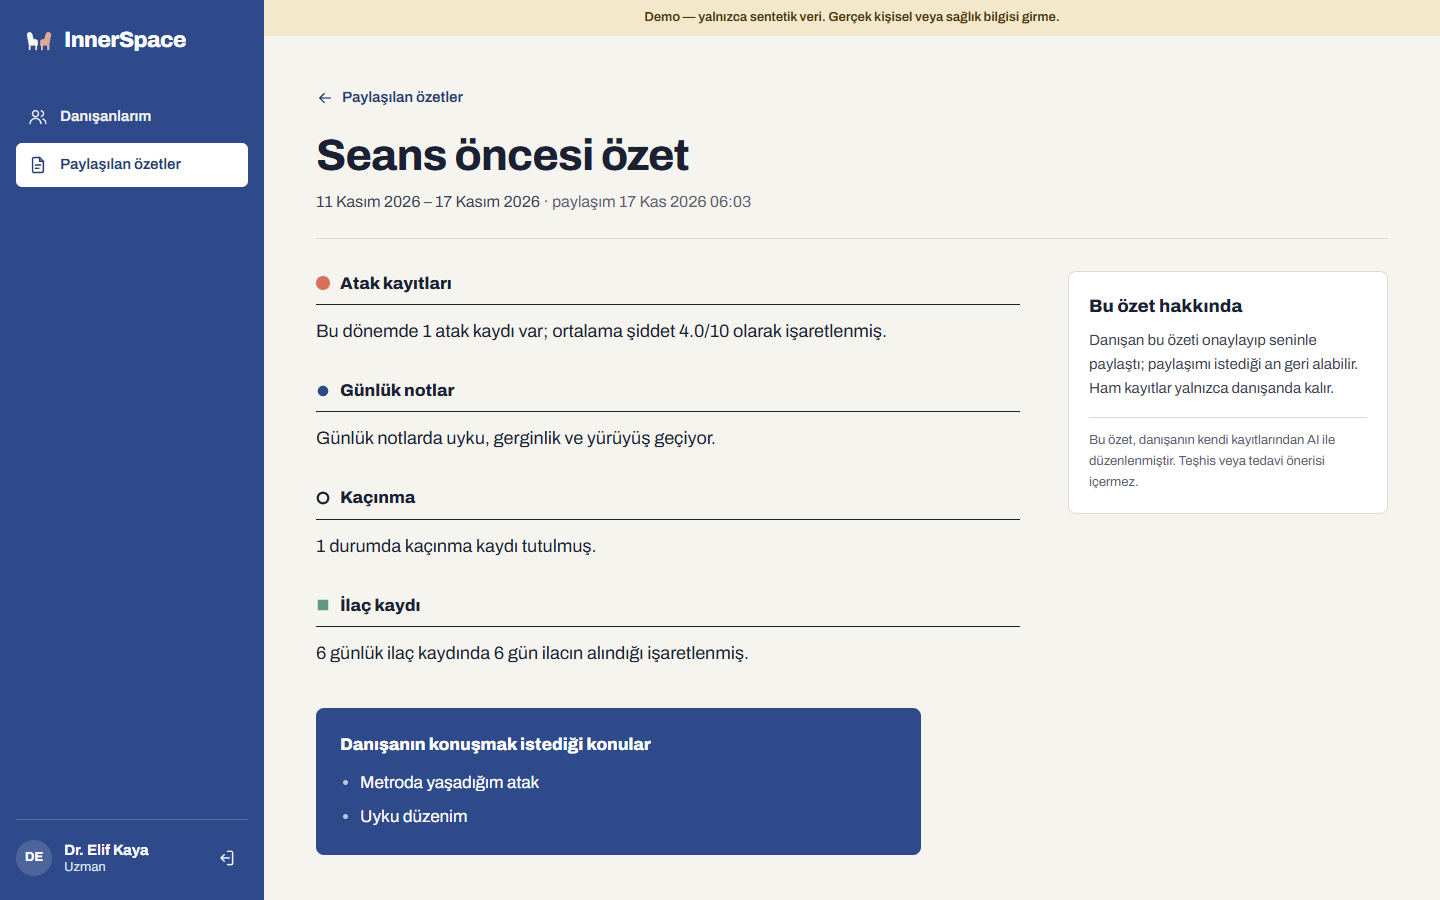 InnerSpace
Danışanlarım
Paylaşılan özetler
DE
Dr. Elif Kaya
Uzman
Demo — yalnızca sentetik veri. Gerçek kişisel veya sağlık bilgisi girme.
Paylaşılan özetler
Seans öncesi özet
11 Kasım 2026 – 17 Kasım 2026 · paylaşım 17 Kas 2026 06:03
Atak kayıtları
Bu dönemde 1 atak kaydı var; ortalama şiddet 4.0/10 olarak işaretlenmiş.
Günlük notlar
Günlük notlarda uyku, gerginlik ve yürüyüş geçiyor.
Kaçınma
1 durumda kaçınma kaydı tutulmuş.
İlaç kaydı
6 günlük ilaç kaydında 6 gün ilacın alındığı işaretlenmiş.
Danışanın konuşmak istediği konular
Metroda yaşadığım atak
Uyku düzenim
Bu özet hakkında
Danışan bu özeti onaylayıp seninle
paylaştı; paylaşımı istediği an geri alabilir.
Ham kayıtlar yalnızca danışanda kalır.
Bu özet, danışanın kendi kayıtlarından AI ile
düzenlenmiştir. Teşhis veya tedavi önerisi
içermez.